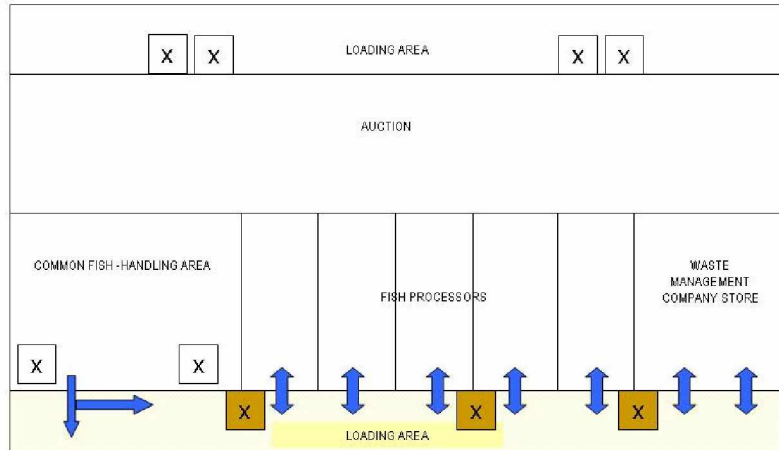 X X LOADING AREA X X
AUCTION
COMMON FISH -HANDLING AREA
FISH PROCESSORS
WASTE
MANAGEMENT
COMPANY STORE
X X
X X X
LOADING AREA